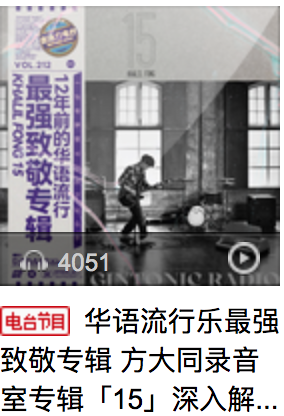 VOL.212
12年前的华语流行
最强致敬专辑
KHALIL FONG 15
15
KHALIL FONG
4051
GINTONIC RADIO
电台节目
华语流行乐最强
致敬专辑 方大同录音
室专辑「15」深入解...